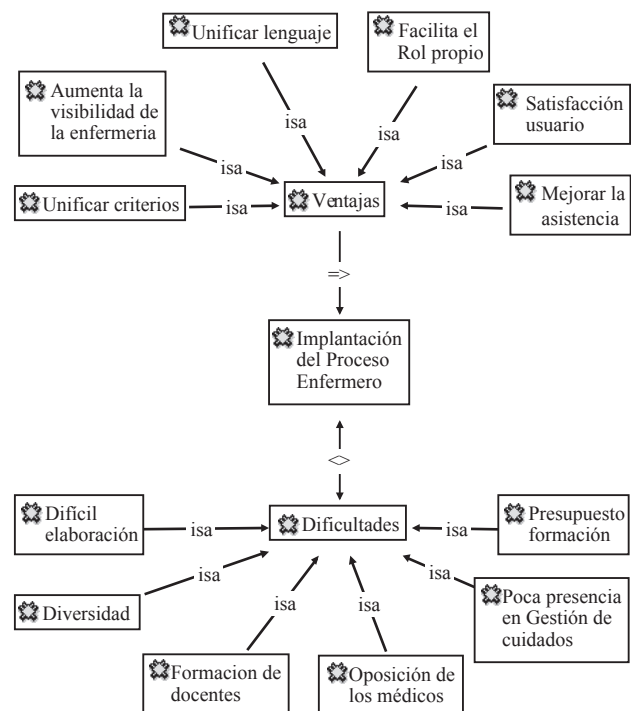 Unificar lenguaje
Facilita el
Rol propio
Aumenta la
visibilidad de
la enfermeria
Satisfacción
usuario
isa
isa
isa
isa
Unificar criterios
isa
Ventajas
isa
Mejorar la
asistencia
=>
Implantación
del Proceso
Enfermero
<>
Difícil
elaboración
isa
Dificultades
isa
Presupuesto
formación
isa
isa
Diversidad
isa
isa
Poca presencia
en Gestión de
cuidados
Formacion de
docentes
Oposición de
los médicos